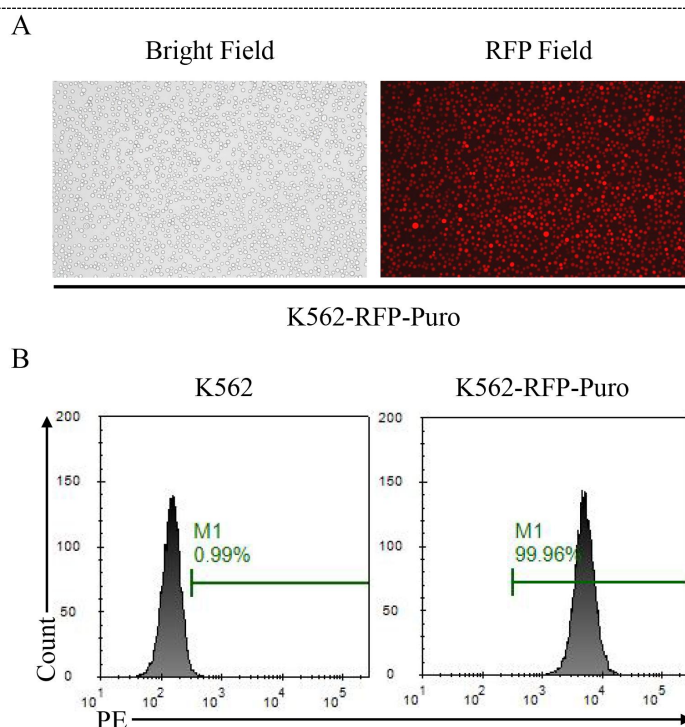 A
Bright Field RFP Field
K562-RFP-Puro
B
K562 K562-RFP-Puro
200 200
150 150
M1 M1
0.99% 99.96%
100 100
50 50
0 0
10¹ 10² 10³ 10⁴ 10⁵ 10¹ 10² 10³ 10⁴ 10⁵
Count
PE